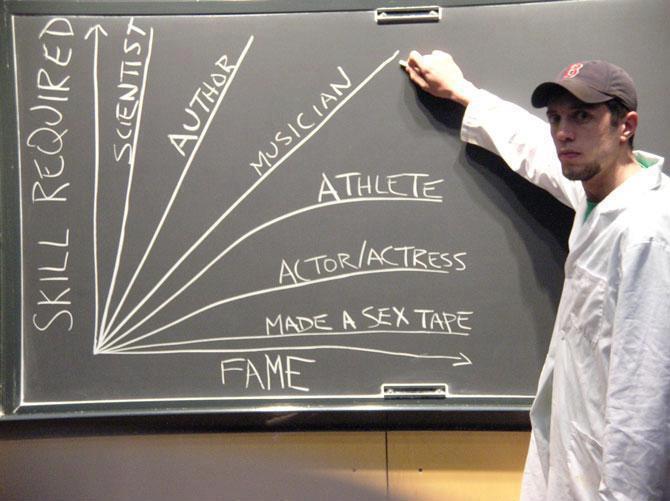 SKILL REQUIRED
SCIENTIST
AUTHOR
MUSICIAN
ATHLETE
ACTOR/ACTRESS
MADE A SEX TAPE
FAME
B